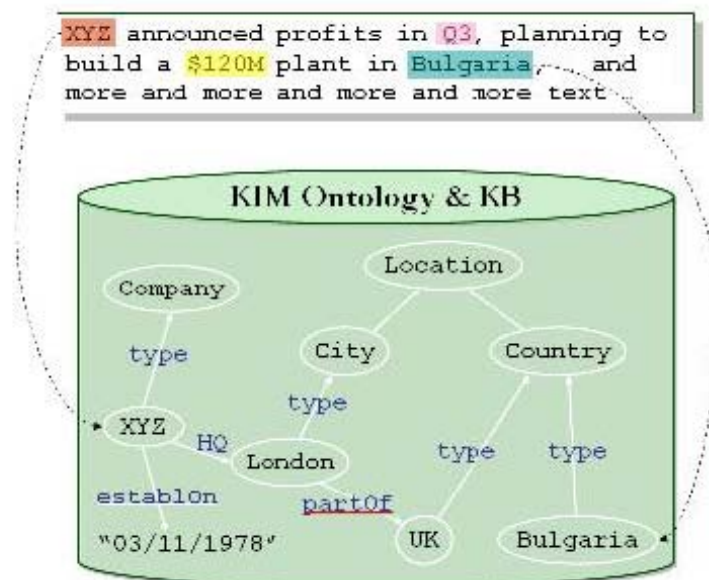 XYZ announced profits in Q3, planning to
build a $120M plant in Bulgaria, and
more and more and more and more text
KIM Ontology & KB
Location
Company
City
Country
type
type
XYZ
HQ
London
type
type
establOn
partOf
"03/11/1978"
UK
Bulgaria